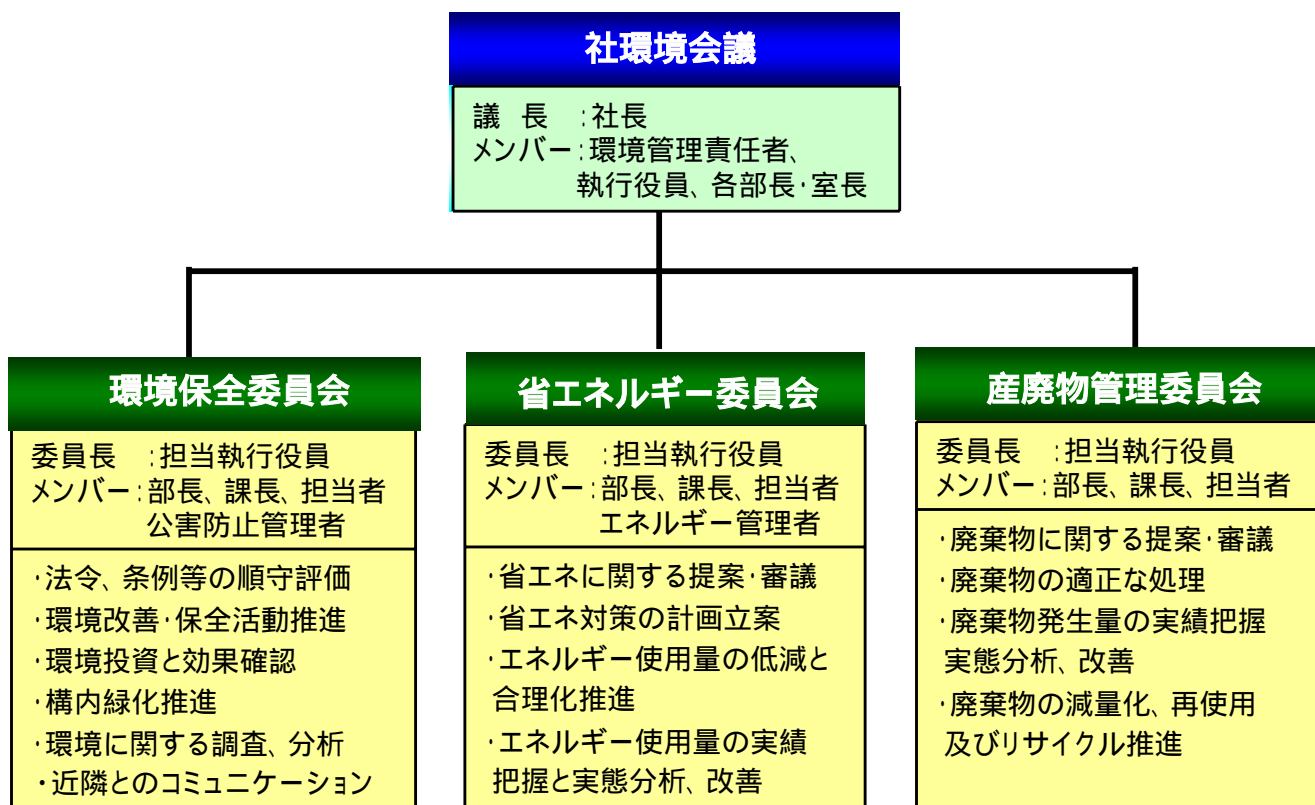 社環境会議
議 長 :社長
メンバー:環境管理責任者、
執行役員、各部長・室長
環境保全委員会
委員長 :担当執行役員
メンバー:部長、課長、担当者
公害防止管理者
・法令、条例等の順守評価
・環境改善・保全活動推進
・環境投資と効果確認
・構内緑化推進
・環境に関する調査、分析
・近隣とのコミュニケーション
省エネルギー委員会
委員長 :担当執行役員
メンバー:部長、課長、担当者
エネルギー管理者
・省エネに関する提案・審議
・省エネ対策の計画立案
・エネルギー使用量の低減と
合理化推進
・エネルギー使用量の実績
把握と実態分析、改善
産廃物管理委員会
委員長 :担当執行役員
メンバー:部長、課長、担当者
・廃棄物に関する提案・審議
・廃棄物の適正な処理
・廃棄物発生量の実績把握
実態分析、改善
・廃棄物の減量化、再使用
及びリサイクル推進